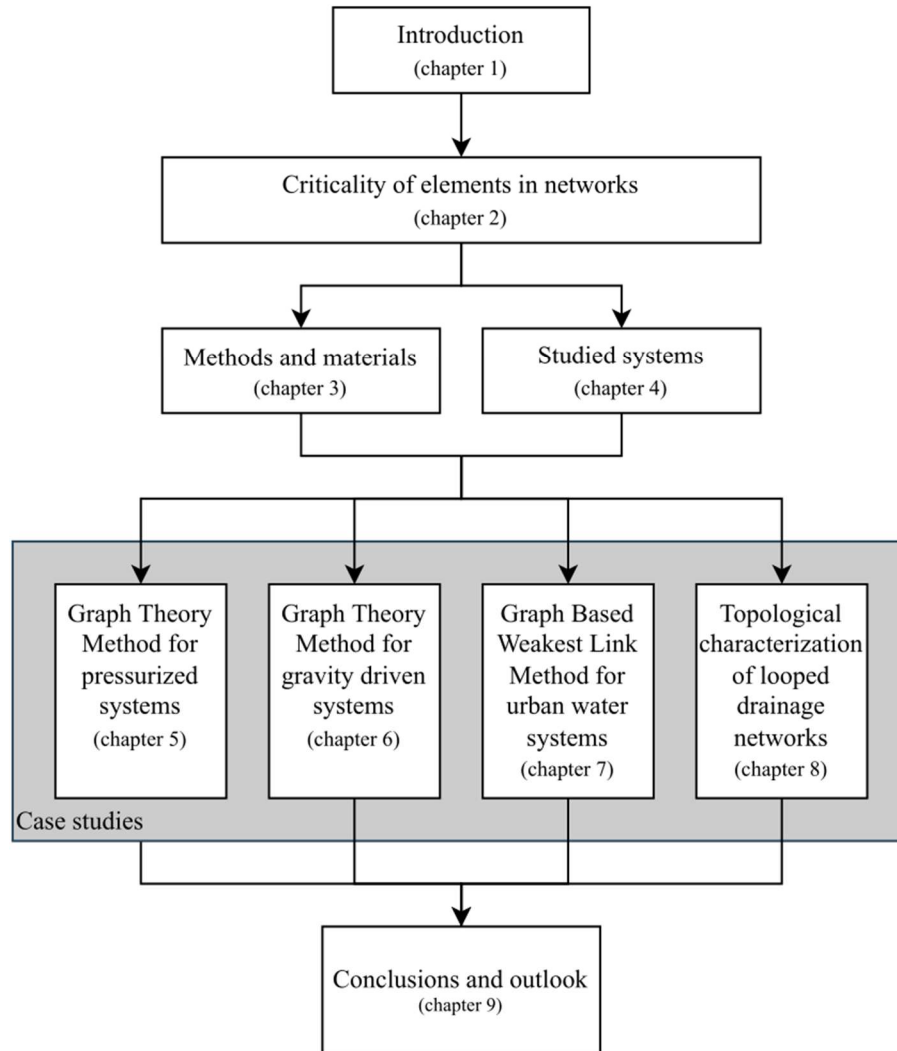 Introduction
(chapter 1)
Criticality of elements in networks
(chapter 2)
Methods and materials
(chapter 3)
Studied systems
(chapter 4)
Graph Theory
Method for
pressurized
systems
(chapter 5)
Graph Theory
Method for
gravity driven
systems
(chapter 6)
Graph Based
Weakest Link
Method for
urban water
systems
(chapter 7)
Topological
characterization
of looped
drainage
networks
(chapter 8)
Case studies
Conclusions and outlook
(chapter 9)